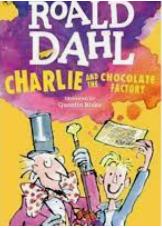 ROALD
DAHL
CHARLIE AND THE CHOCOLATE FACTORY
Quentin Blake